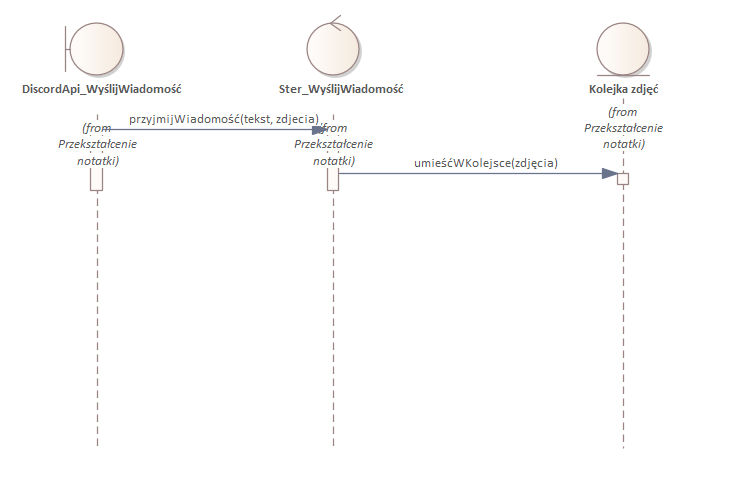 DiscordApi_WyślijWiadomość
Ster_WyślijWiadomość
Kolejka zdjęć
(from
Przekształcenie
notatki)
przyjmijWiadomość(tekst, zdjecia)
(from
Przekształcenie
notatki)
(from
Przekształcenie
notatki)
umieśćWKolejsce(zdjęcia)